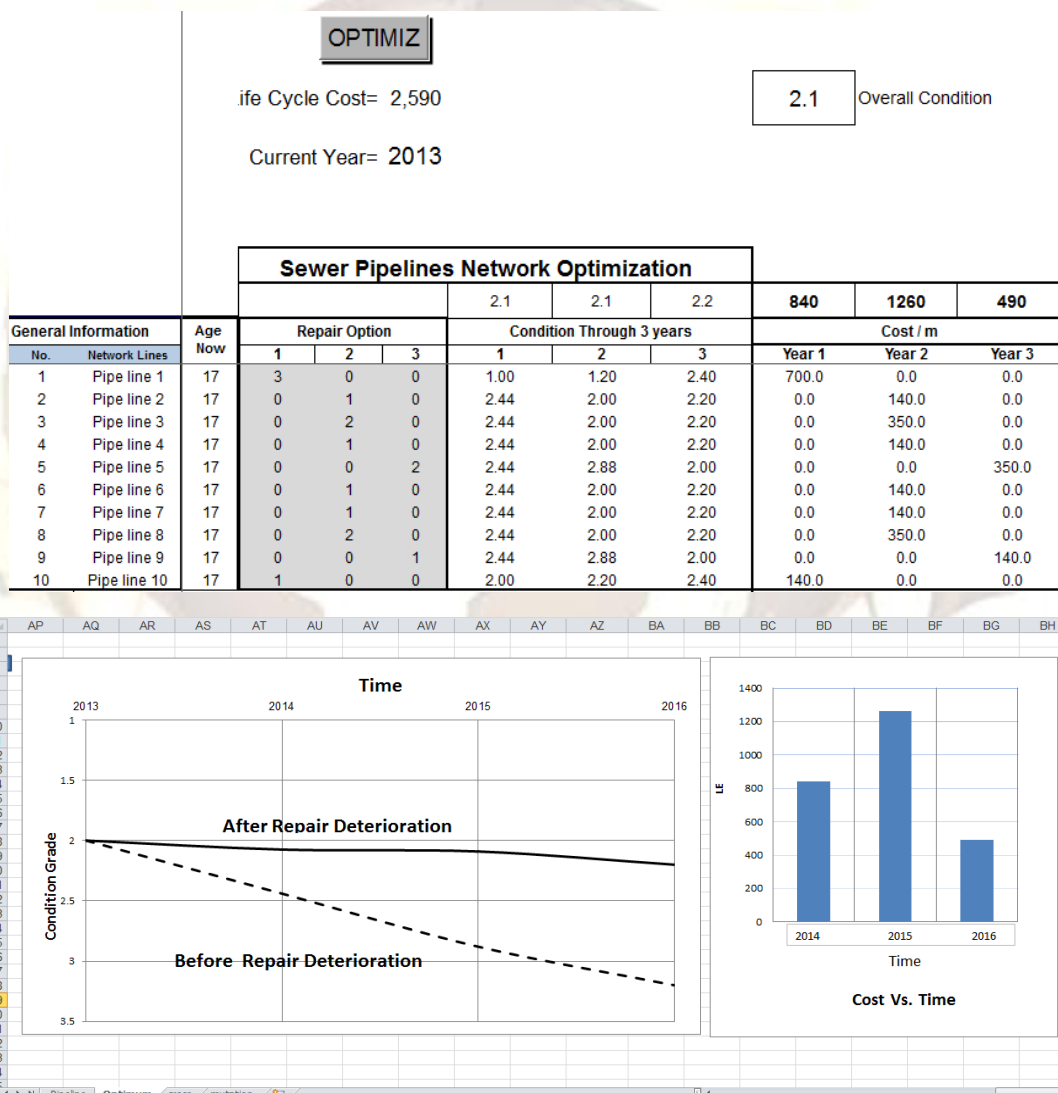 OPTIMIZ
ife Cycle Cost= 2,590
2.1 Overall Condition
Current Year= 2013
Sewer Pipelines Network Optimization
2.1 2.1 2.2 840 1260 490
General Information Age Now Repair Option Condition Through 3 years Cost / m
No. Network Lines 1 2 3 1 2 3 Year 1 Year 2 Year 3
1 Pipe line 1 17 3 0 0 1.00 1.20 2.40 700.0 0.0 0.0
2 Pipe line 2 17 0 1 0 2.44 2.00 2.20 0.0 140.0 0.0
3 Pipe line 3 17 0 2 0 2.44 2.00 2.20 0.0 350.0 0.0
4 Pipe line 4 17 0 1 0 2.44 2.00 2.20 0.0 140.0 0.0
5 Pipe line 5 17 0 0 2 2.44 2.88 2.00 0.0 0.0 350.0
6 Pipe line 6 17 0 1 0 2.44 2.00 2.20 0.0 140.0 0.0
7 Pipe line 7 17 0 1 0 2.44 2.00 2.20 0.0 140.0 0.0
8 Pipe line 8 17 0 2 0 2.44 2.00 2.20 0.0 350.0 0.0
9 Pipe line 9 17 0 0 1 2.44 2.88 2.00 0.0 0.0 140.0
10 Pipe line 10 17 1 0 0 2.00 2.20 2.40 140.0 0.0 0.0
AP AQ AR AS AT AU AV AW AX AY AZ BA BB BC BD BE BF BG BH
Time
2013 2014 2015 2016
1
1.5
2
2.5
3
3.5
Condition Grade
After Repair Deterioration
Before Repair Deterioration
1400
1200
1000
800
600
400
200
0
LE
2014 2015 2016
Time
Cost Vs. Time